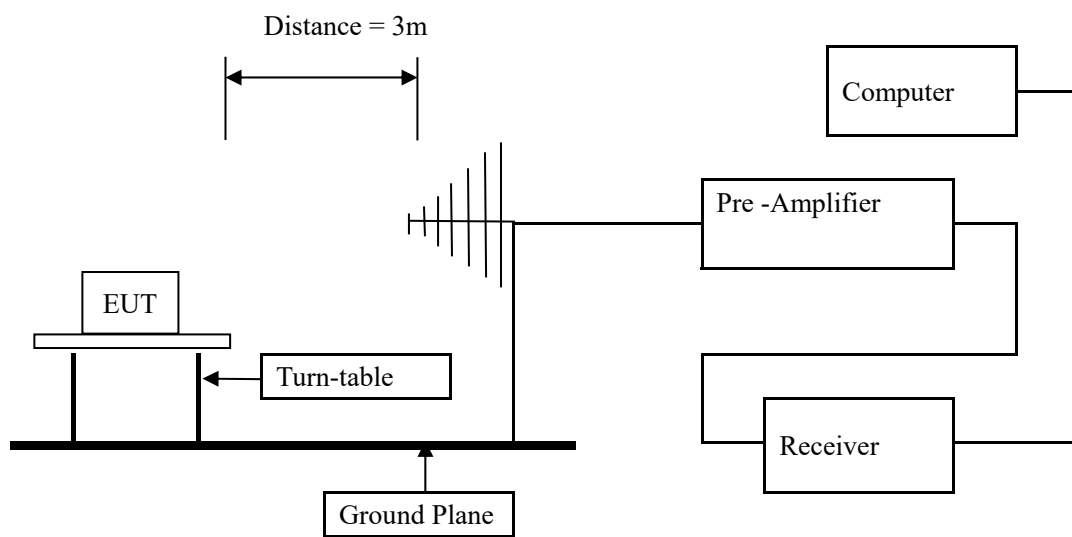 Distance = 3m
Computer
Pre -Amplifier
EUT
Turn-table
Receiver
Ground Plane